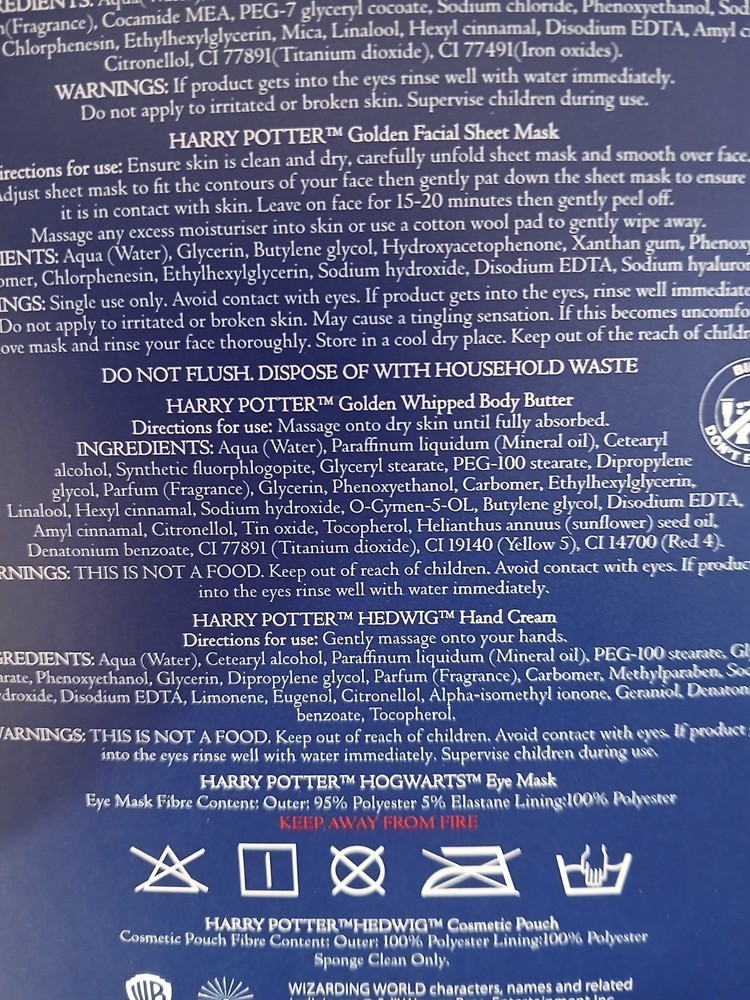 Aqua
(Fragrance), Cocamide MEA, PEG-7 glyceryl cocoate, Sodium chloride, Phenoxyethanol,
Chlorphenesin, Ethylhexylglycerin, Mica, Linalool, Hexyl cinnamal, Disodium EDTA, Amyl
Citronellol, CI 77891(Titanium dioxide), CI 77491(Iron oxides).
WARNINGS: If product gets into the eyes rinse well with water immediately.
Do not apply to irritated or broken skin. Supervise children during use.
HARRY POTTER™ Golden Facial Sheet Mask
irections for use: Ensure skin is clean and dry, carefully unfold sheet mask and smooth over face.
Adjust sheet mask to fit the contours of your face then gently pat down the sheet mask to ensure
it is in contact with skin. Leave on face for 15-20 minutes then gently peel off.
Massage any excess moisturiser into skin or use a cotton wool pad to gently wipe away.
IENTS: Aqua (Water), Glycerin, Butylene glycol, Hydroxyacetophenone, Xanthan gum, Phenoxy
omer, Chlorphenesin, Ethylhexylglycerin, Sodium hydroxide, Disodium EDTA, Sodium hyaluron
INGS: Single use only. Avoid contact with eyes. If product gets into the eyes, rinse well immediate
Do not apply to irritated or broken skin. May cause a tingling sensation. If this becomes uncomfo
ove mask and rinse your face thoroughly. Store in a cool dry place. Keep out of the reach of childr
DO NOT FLUSH. DISPOSE OF WITH HOUSEHOLD WASTE
HARRY POTTER™ Golden Whipped Body Butter
Directions for use: Massage onto dry skin until fully absorbed.
INGREDIENTS: Aqua (Water), Paraffinum liquidum (Mineral oil), Cetearyl
alcohol, Synthetic fluorphlogopite, Glyceryl stearate, PEG-100 stearate, Dipropylene
glycol, Parfum (Fragrance), Glycerin, Phenoxyethanol, Carbomer, Ethylhexylglycerin,
Linalool, Hexyl cinnamal, Sodium hydroxide, O-Cymen-5-OL, Butylene glycol, Disodium EDTA,
Amyl cinnamal, Citronellol, Tin oxide, Tocopherol, Helianthus annuus (sunflower) seed oil,
Denatonium benzoate, CI 77891 (Titanium dioxide), CI 19140 (Yellow 5), CI 14700 (Red 4).
RNINGS: THIS IS NOT A FOOD. Keep out of reach of children. Avoid contact with eyes. If produc
into the eyes rinse well with water immediately.
HARRY POTTER™ HEDWIG™ Hand Cream
Directions for use: Gently massage onto your hands.
GREDIENTS: Aqua (Water), Cetearyl alcohol, Paraffinum liquidum (Mineral oil), PEG-100 stearate, Gl
arate, Phenoxyethanol, Glycerin, Dipropylene glycol, Parfum (Fragrance), Carbomer, Methylparaben, So
ydroxide, Disodium EDTA, Limonene, Eugenol, Citronellol, Alpha-isomethyl ionone, Geraniol, Denaton
benzoate, Tocopherol.
WARNINGS: THIS IS NOT A FOOD. Keep out of reach of children. Avoid contact with eyes. If product
into the eyes rinse well with water immediately. Supervise children during use.
HARRY POTTER™ HOGWARTS™ Eye Mask
Eye Mask Fibre Content: Outer: 95% Polyester 5% Elastane Lining:100% Polyester
KEEP AWAY FROM FIRE
HARRY POTTER™HEDWIG™ Cosmetic Pouch
Cosmetic Pouch Fibre Content: Outer: 100% Polyester Lining:100% Polyester
Sponge Clean Only.
WB
WIZARDING WORLD characters, names and related